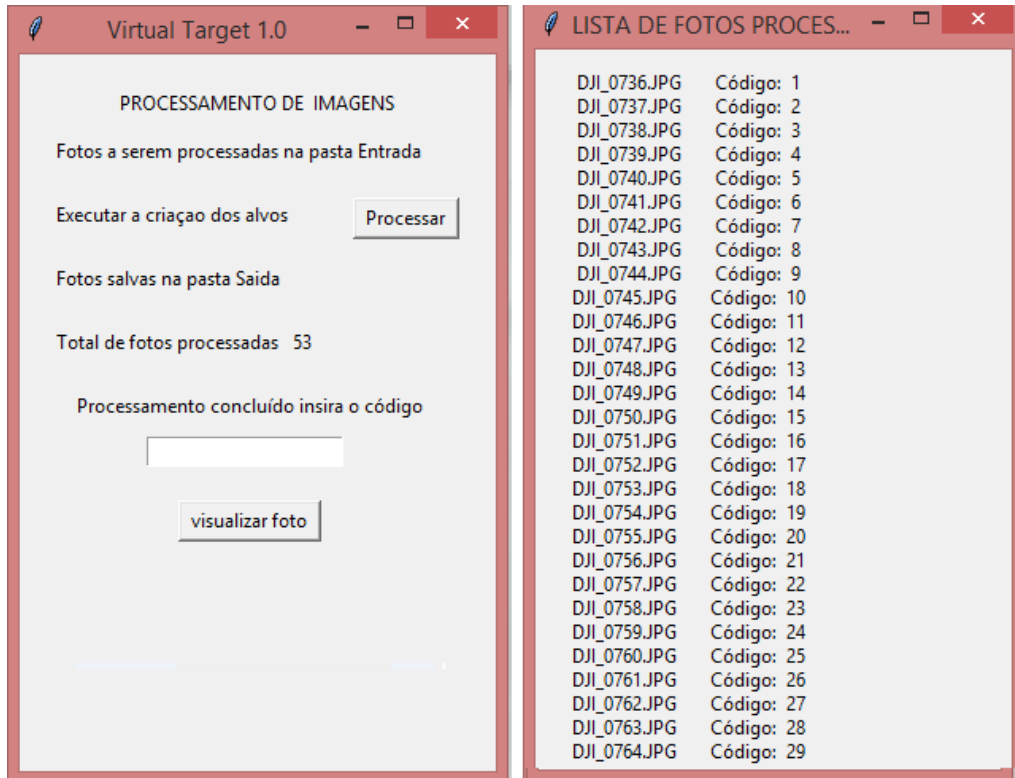 Virtual Target 1.0
PROCESSAMENTO DE IMAGENS
Fotos a serem processadas na pasta Entrada
Executar a criaçao dos alvos
Processar
Fotos salvas na pasta Saida
Total de fotos processadas 53
Processamento concluído insira o código
visualizar foto
LISTA DE FOTOS PROCES...
DJI_0736.JPG Código: 1
DJI_0737.JPG Código: 2
DJI_0738.JPG Código: 3
DJI_0739.JPG Código: 4
DJI_0740.JPG Código: 5
DJI_0741.JPG Código: 6
DJI_0742.JPG Código: 7
DJI_0743.JPG Código: 8
DJI_0744.JPG Código: 9
DJI_0745.JPG Código: 10
DJI_0746.JPG Código: 11
DJI_0747.JPG Código: 12
DJI_0748.JPG Código: 13
DJI_0749.JPG Código: 14
DJI_0750.JPG Código: 15
DJI_0751.JPG Código: 16
DJI_0752.JPG Código: 17
DJI_0753.JPG Código: 18
DJI_0754.JPG Código: 19
DJI_0755.JPG Código: 20
DJI_0756.JPG Código: 21
DJI_0757.JPG Código: 22
DJI_0758.JPG Código: 23
DJI_0759.JPG Código: 24
DJI_0760.JPG Código: 25
DJI_0761.JPG Código: 26
DJI_0762.JPG Código: 27
DJI_0763.JPG Código: 28
DJI_0764.JPG Código: 29